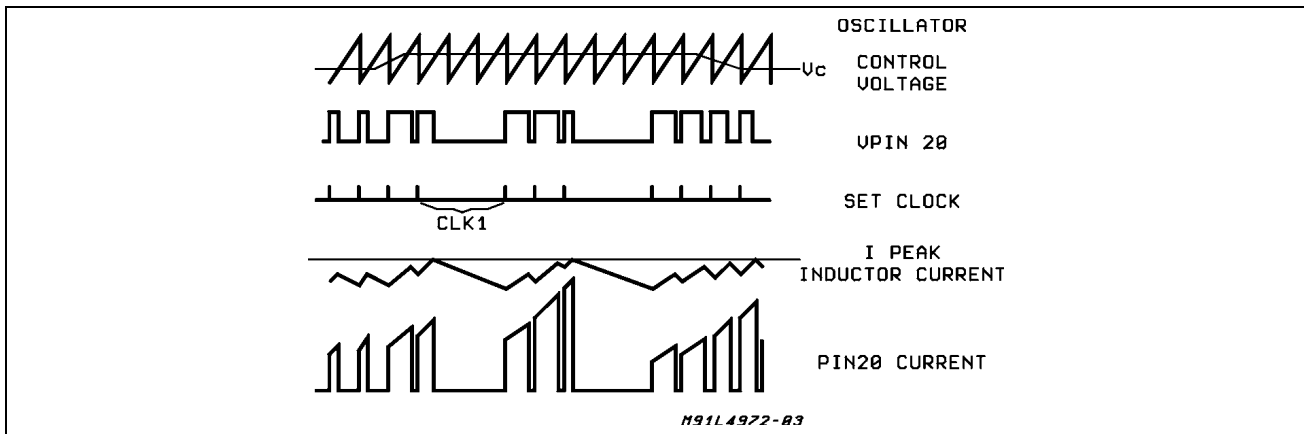 OSCILLATOR
Vc
CONTROL
VOLTAGE
VPIN 20
SET CLOCK
CLK1
I PEAK
INDUCTOR CURRENT
PIN20 CURRENT
M91L4972-03